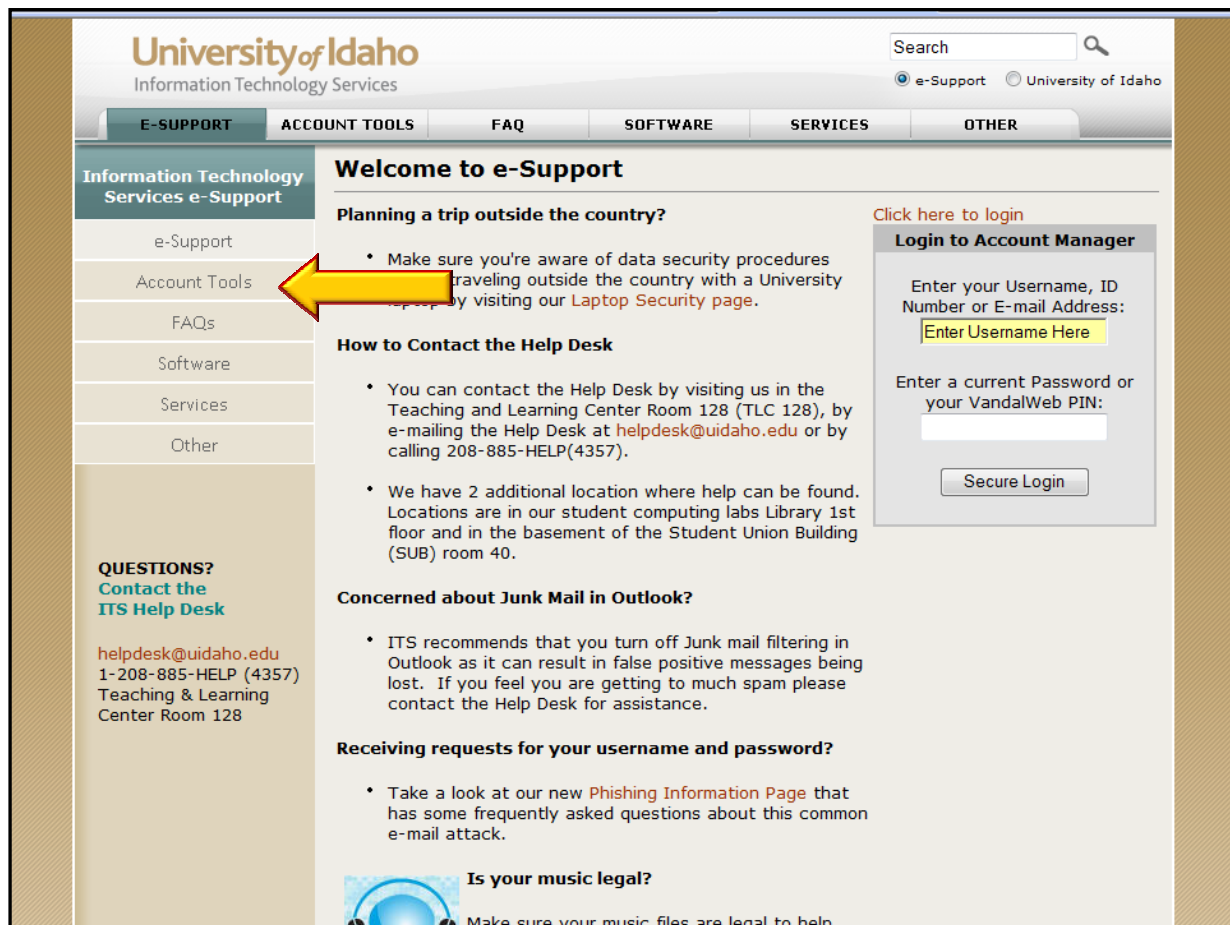 University of Idaho
Information Technology Services
Search
e-Support University of Idaho
E-SUPPORT ACCOUNT TOOLS FAQ SOFTWARE SERVICES OTHER
Information Technology
Services e-Support
e-Support
Account Tools
FAQs
Software
Services
Other
QUESTIONS?
Contact the
ITS Help Desk
helpdesk@uidaho.edu
1-208-885-HELP (4357)
Teaching & Learning
Center Room 128
Welcome to e-Support
Planning a trip outside the country?
• Make sure you're aware of data security procedures
traveling outside the country with a University
by visiting our Laptop Security page.
How to Contact the Help Desk
• You can contact the Help Desk by visiting us in the
Teaching and Learning Center Room 128 (TLC 128), by
e-mailing the Help Desk at helpdesk@uidaho.edu or by
calling 208-885-HELP(4357).
• We have 2 additional location where help can be found.
Locations are in our student computing labs Library 1st
floor and in the basement of the Student Union Building
(SUB) room 40.
Concerned about Junk Mail in Outlook?
• ITS recommends that you turn off Junk mail filtering in
Outlook as it can result in false positive messages being
lost. If you feel you are getting to much spam please
contact the Help Desk for assistance.
Receiving requests for your username and password?
• Take a look at our new Phishing Information Page that
has some frequently asked questions about this common
e-mail attack.
Is your music legal?
Make sure your music files are legal to help
Click here to login
Login to Account Manager
Enter your Username, ID
Number or E-mail Address:
Enter Username Here
Enter a current Password or
your VandalWeb PIN:
Secure Login